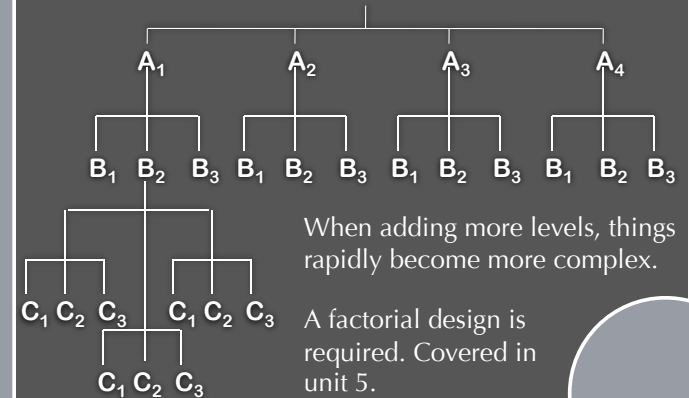 A₁ A₂ A₃ A₄
B₁ B₂ B₃ B₁ B₂ B₃ B₁ B₂ B₃ B₁ B₂ B₃
When adding more levels, things
rapidly become more complex.
C₁ C₂ C₃ C₁ C₂ C₃
A factorial design is
required. Covered in
unit 5.
C₁ C₂ C₃